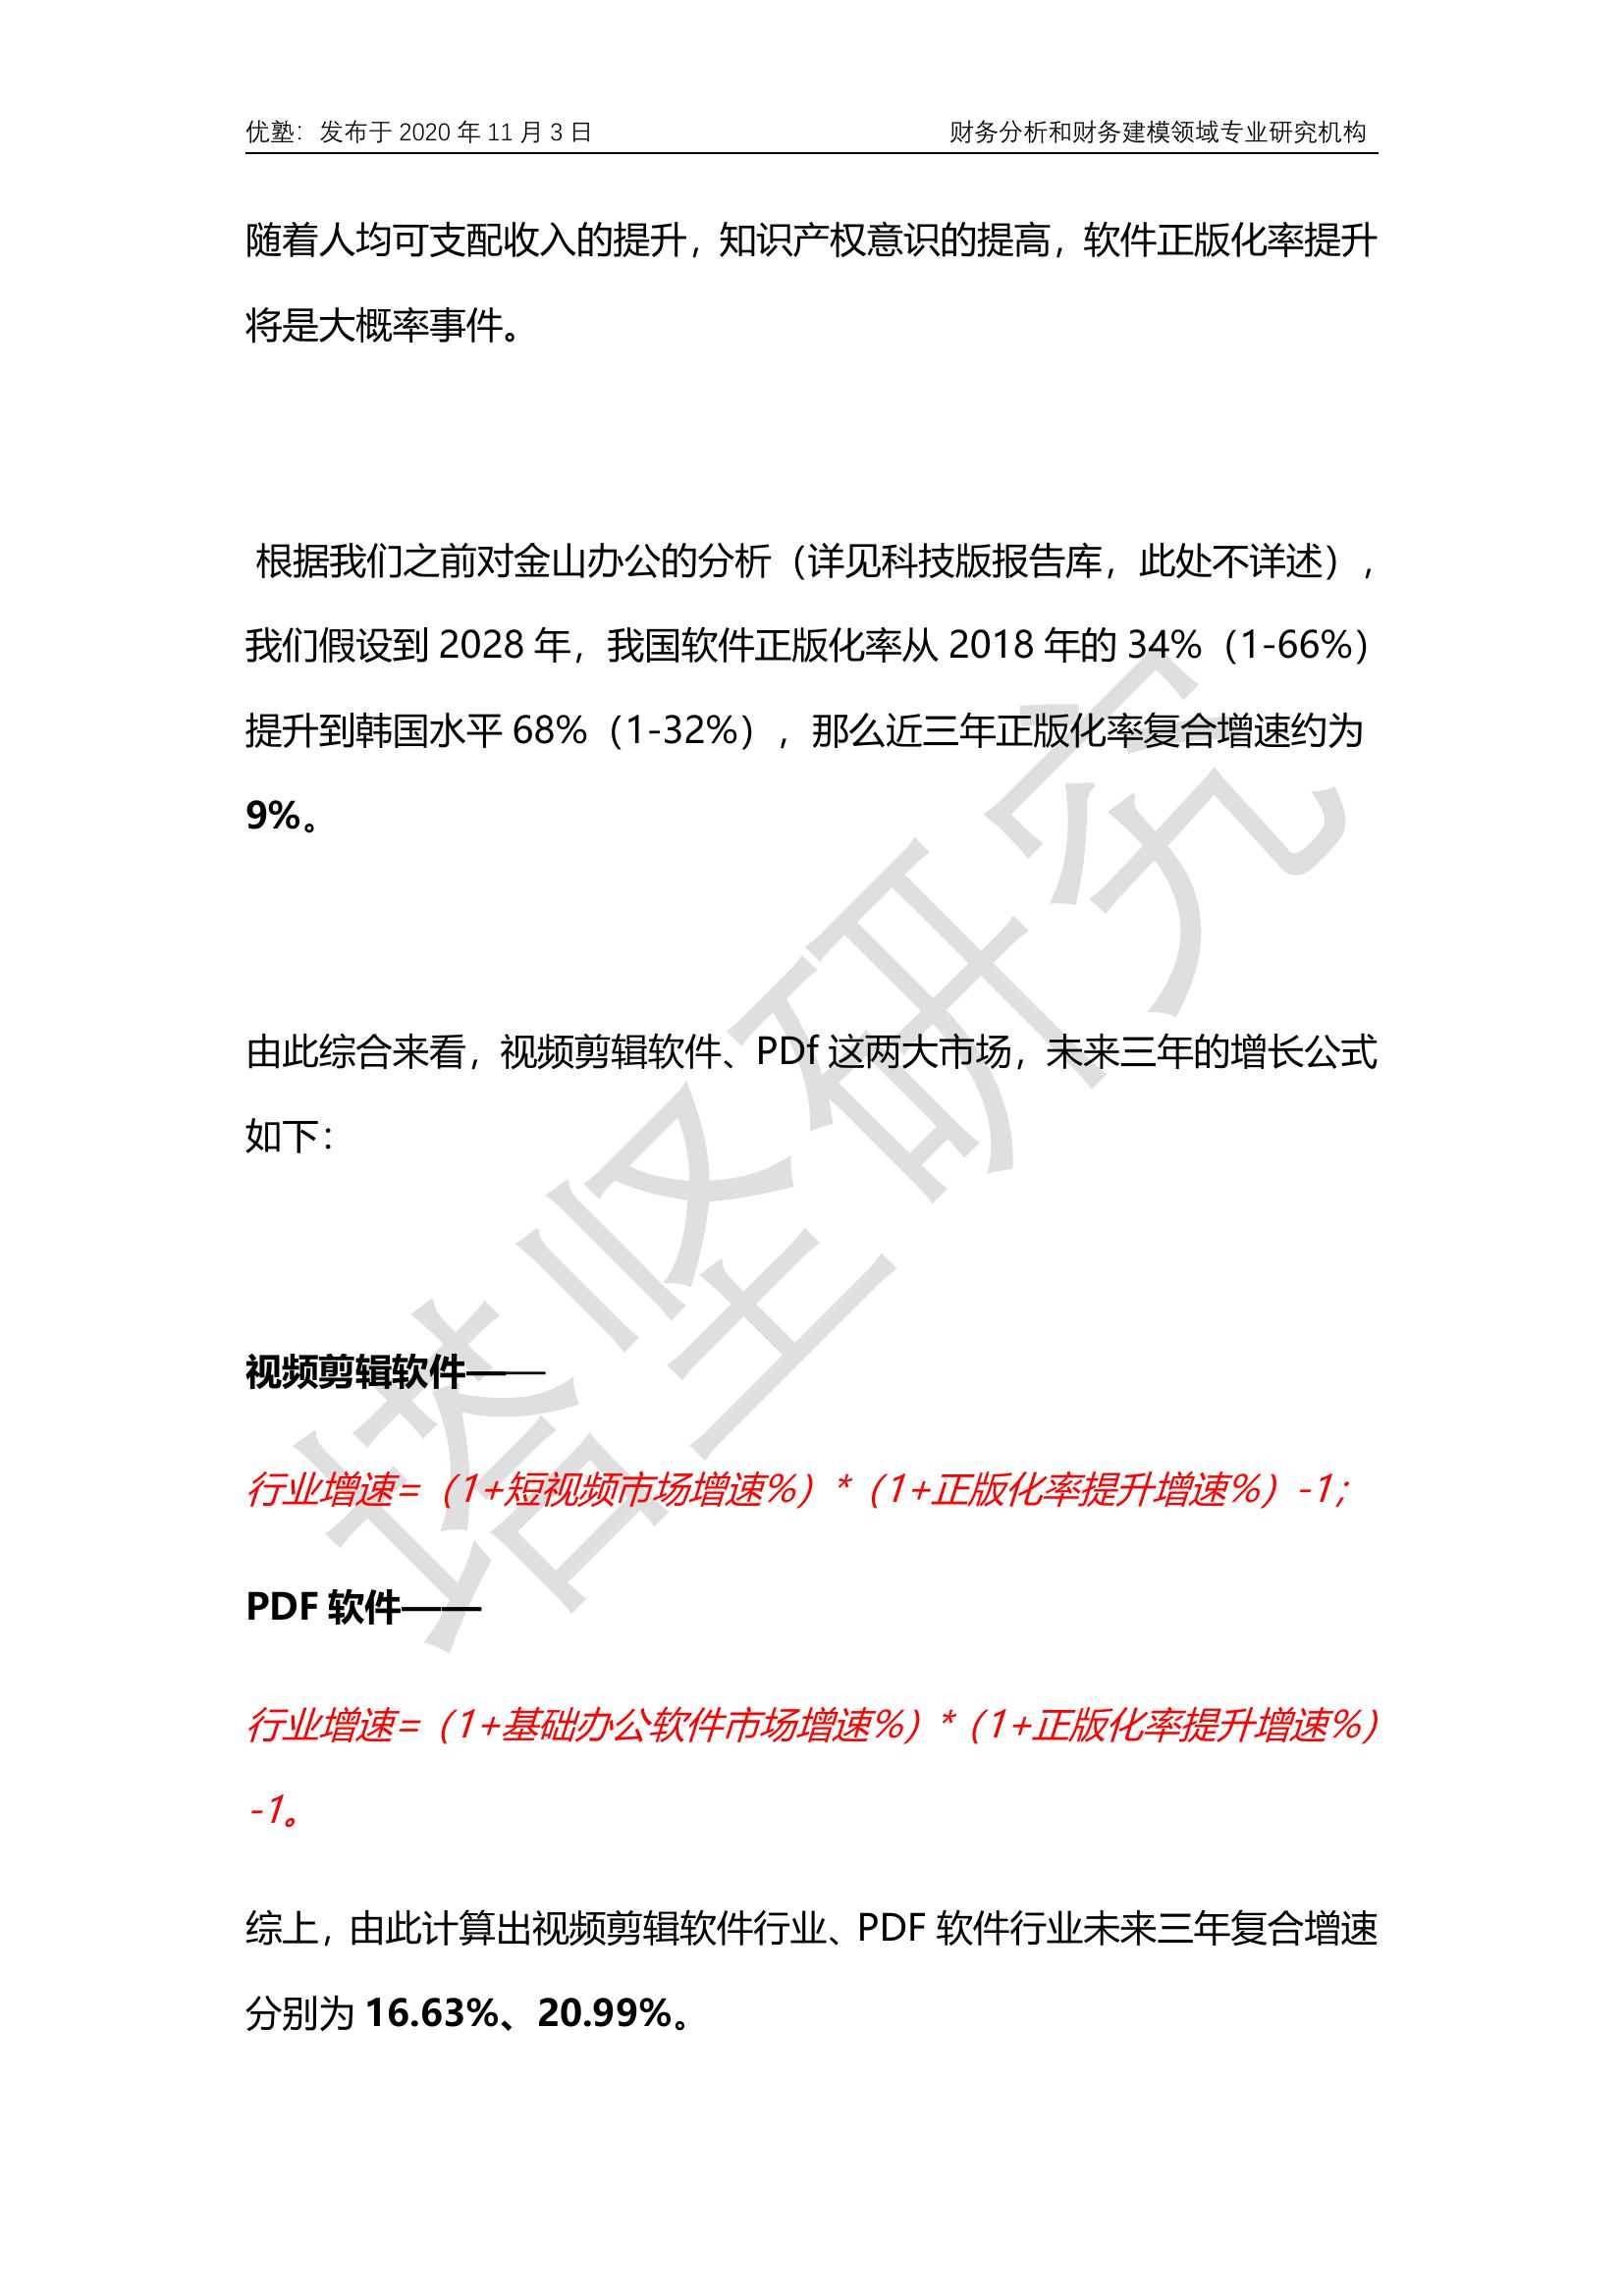 优塾：发布于 2020 年 11 月 3 日 财务分析和财务建模领域专业研究机构
随着人均可支配收入的提升，知识产权意识的提高，软件正版化率提升
将是大概率事件。
根据我们之前对金山办公的分析（详见科技版报告库，此处不详述），
我们假设到 2028 年，我国软件正版化率从 2018 年的 34%（1-66%）
提升到韩国水平 68%（1-32%），那么近三年正版化率复合增速约为
9%。
由此综合来看，视频剪辑软件、PDf 这两大市场，未来三年的增长公式
如下：
视频剪辑软件——
行业增速=（1+短视频市场增速%）*（1+正版化率提升增速%）-1；
PDF 软件——
行业增速=（1+基础办公软件市场增速%）*（1+正版化率提升增速%）
-1。
综上，由此计算出视频剪辑软件行业、PDF 软件行业未来三年复合增速
分别为 16.63%、20.99%。
塔坚研究